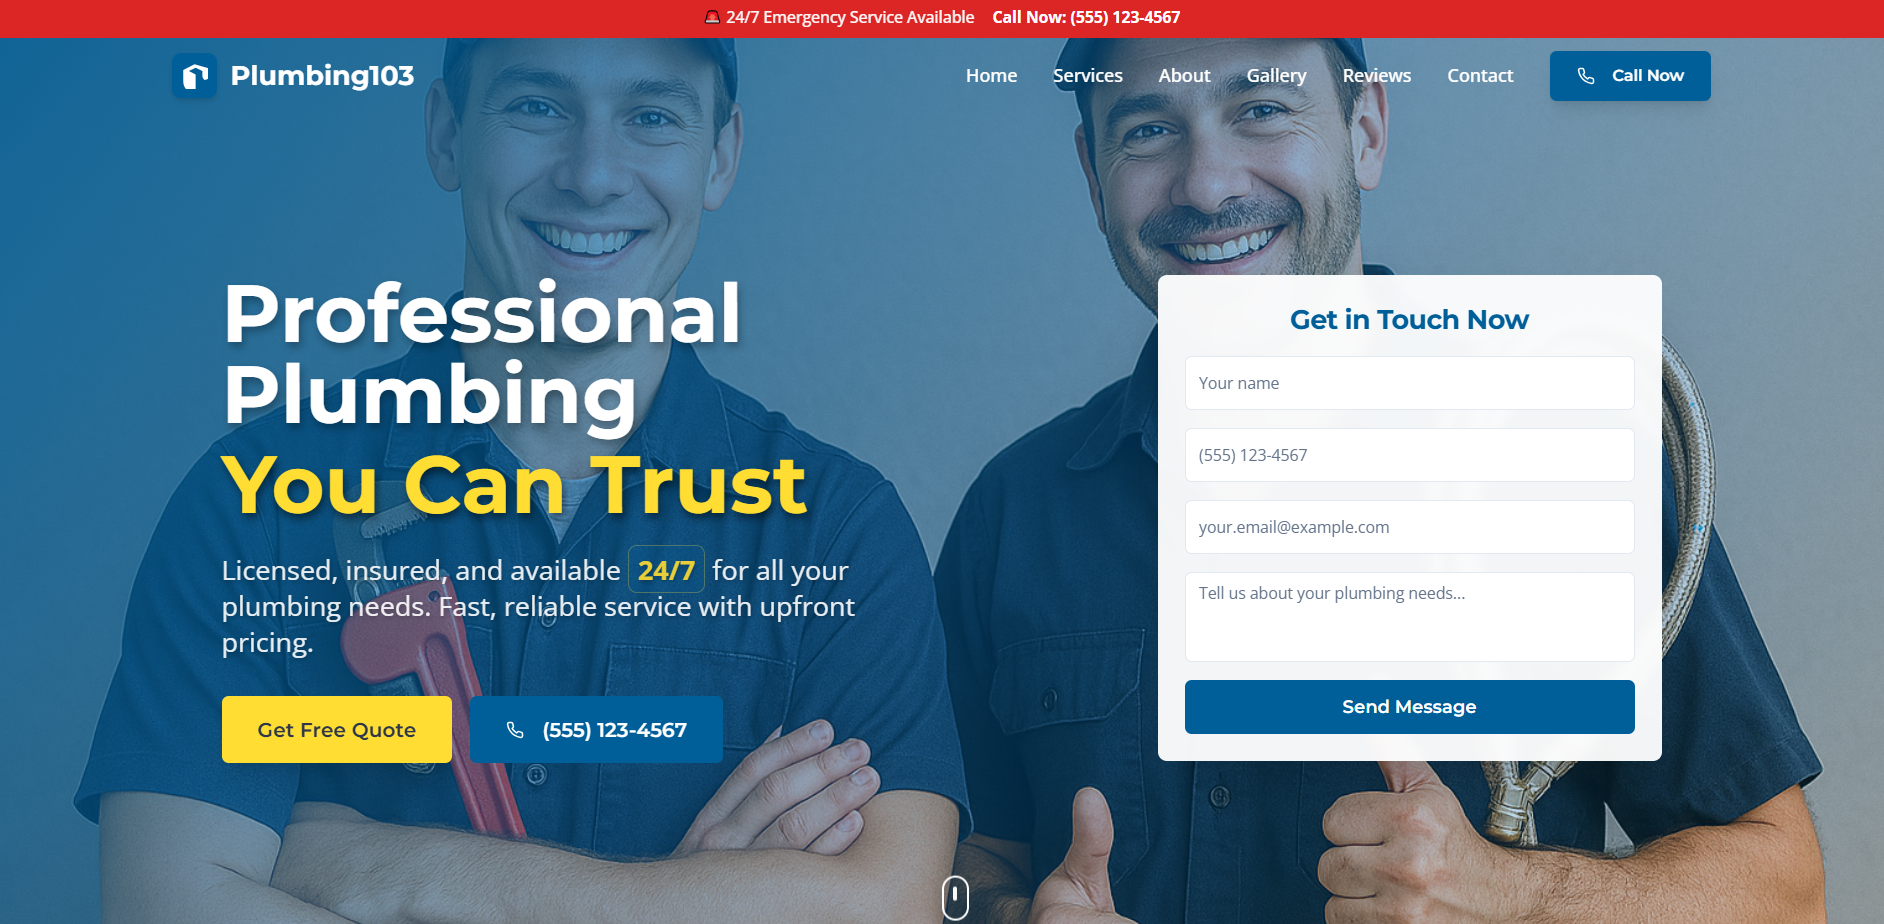 🚨 24/7 Emergency Service Available Call Now: (555) 123-4567
Plumbing103
Home Services About Gallery Reviews Contact Call Now
Professional
Plumbing
You Can Trust
Licensed, insured, and available 24/7 for all your
plumbing needs. Fast, reliable service with upfront
pricing.
Get Free Quote (555) 123-4567
Get in Touch Now
Your name
(555) 123-4567
your.email@example.com
Tell us about your plumbing needs...
Send Message